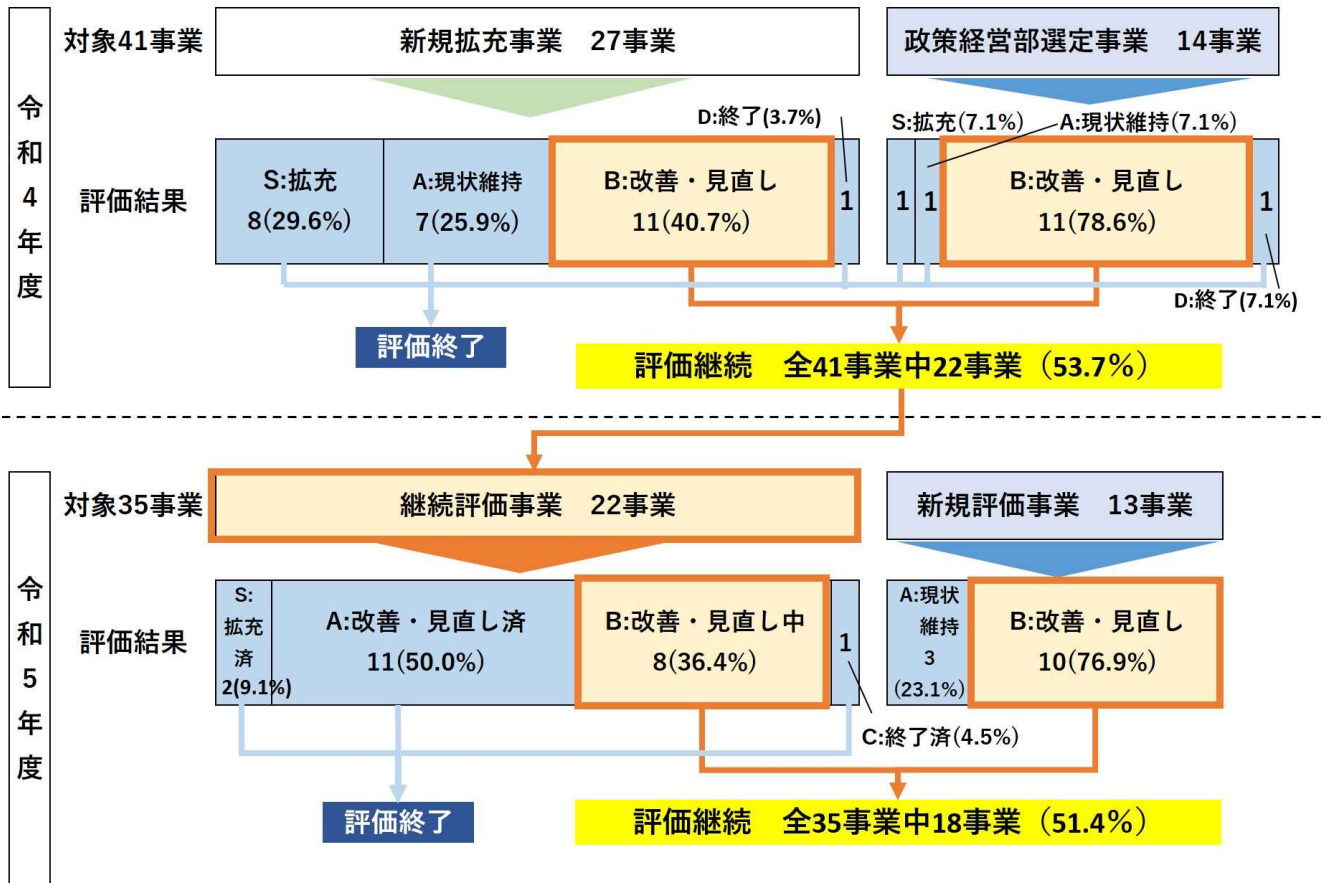 令和4年度
対象41事業
新規拡充事業　27事業
政策経営部選定事業　14事業
評価結果
S:拡充
8(29.6%)
A:現状維持
7(25.9%)
B:改善・見直し
11(40.7%)
D:終了(3.7%)
1
S:拡充(7.1%)
A:現状維持(7.1%)
1
1
B:改善・見直し
11(78.6%)
1
D:終了(7.1%)
評価終了
評価継続　全41事業中22事業（53.7%）
令和5年度
対象35事業
継続評価事業　22事業
新規評価事業　13事業
評価結果
S:
拡充
済
2(9.1%)
A:改善・見直し済
11(50.0%)
B:改善・見直し中
8(36.4%)
1
C:終了済(4.5%)
A:現状
維持
3
(23.1%)
B:改善・見直し
10(76.9%)
評価終了
評価継続　全35事業中18事業（51.4%）